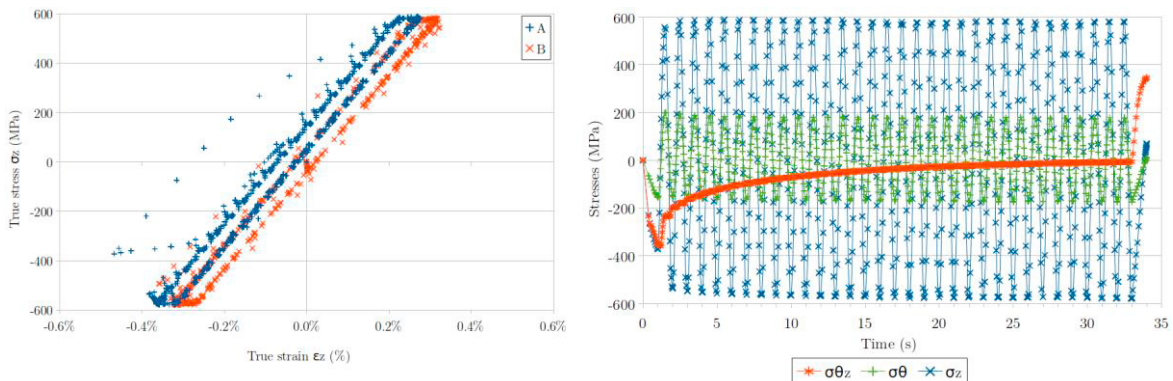 600
400
200
0
-200
-400
-600
True stress σz (MPa)
-0.6% -0.4% -0.2% 0.0% 0.2% 0.4% 0.6%
True strain εz (%)
A
B
600
400
200
0
-200
-400
-600
Stresses (MPa)
0 5 10 15 20 25 30 35
Time (s)
σθz σθ σz